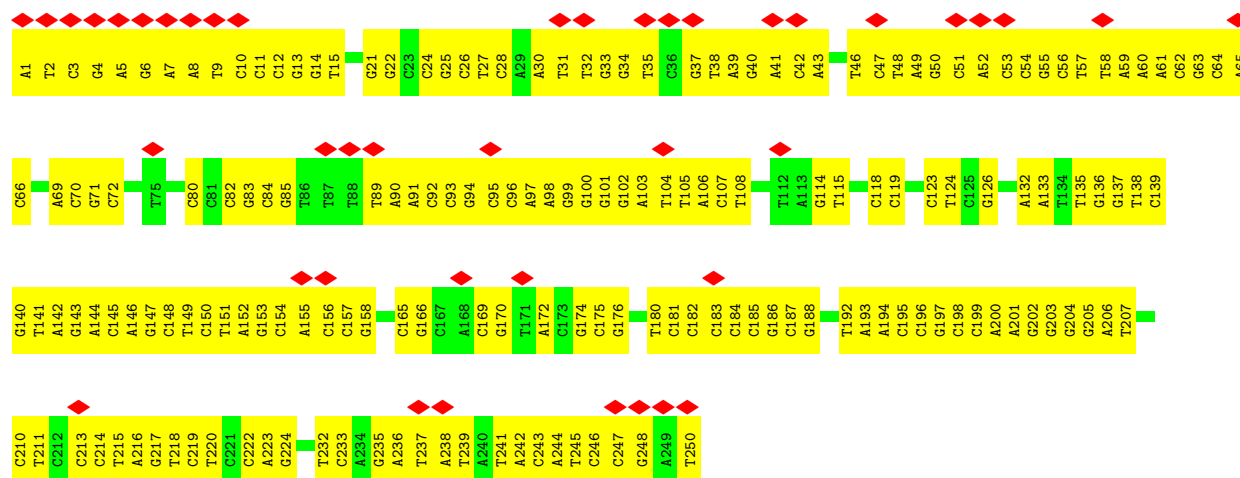 A1 T2 C3 G4 A5 G6 A7 A8 T9 C10 C11 C12 G13 G14 T15 G21 G22 C23 C24 G25 C26 T27 C28 A29 A30 T31 T32 G33 G34 T35 C36 G37 T38 A39 G40 A41 C42 A43 T46 C47 T48 A49 G50 C51 A52 C53 C54 G55 C56 T57 T58 A59 A60 A61 C62 G63 C64 A65
C66 A69 C70 G71 C72 T75 C80 C81 C82 G83 C84 G85 T86 T87 T88 T89 A90 A91 C92 C93 G94 C95 C96 A97 A98 G99 G100 G101 G102 A103 T104 T105 A106 C107 T108 T112 A113 G114 T115 C118 C119 C123 T124 C125 G126 A132 A133 T134 T135 G136 G137 T138 C139
G140 T141 A142 G143 A144 C145 A146 G147 C148 T149 C150 T151 A152 G153 C154 A155 C156 C157 G158 C165 G166 C167 A168 C169 G170 T171 A172 C173 G174 C175 G176 T180 C181 C182 C183 C184 C185 G186 C187 G188 T192 A193 A194 C195 C196 G197 C198 C199 A200 A201 G202 G203 G204 G205 A206 T207
C210 T211 C212 C213 C214 T215 A216 G217 T218 C219 T220 C221 C222 A223 G224 T232 C233 A234 G235 A236 T237 A238 T239 A240 T241 A242 C243 A244 T245 C246 C247 G248 A249 T250